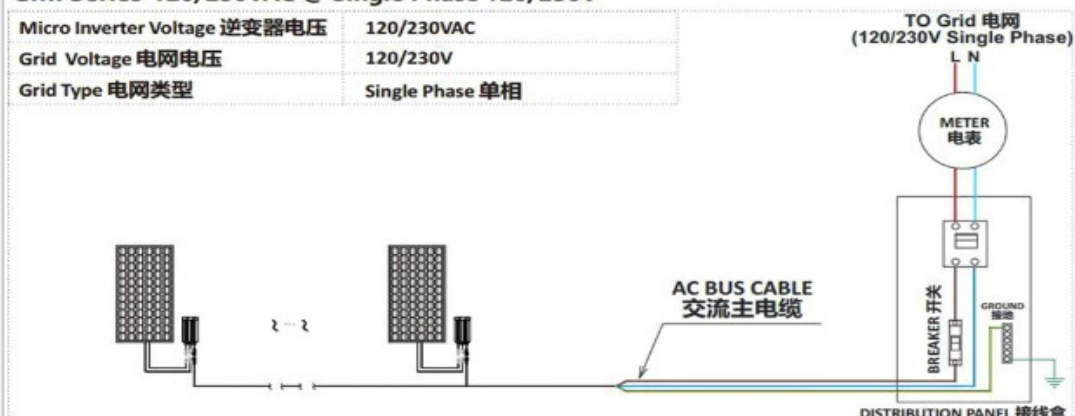 Micro Inverter Voltage 逆变器电压 120/230VAC
Grid Voltage 电网电压 120/230V
Grid Type 电网类型 Single Phase 单相
TO Grid 电网
(120/230V Single Phase)
L N
METER
电表
AC BUS CABLE
交流主电缆
BREAKER 开关
GROUND
接地
DISTRIBUTION PANEL 接线盒